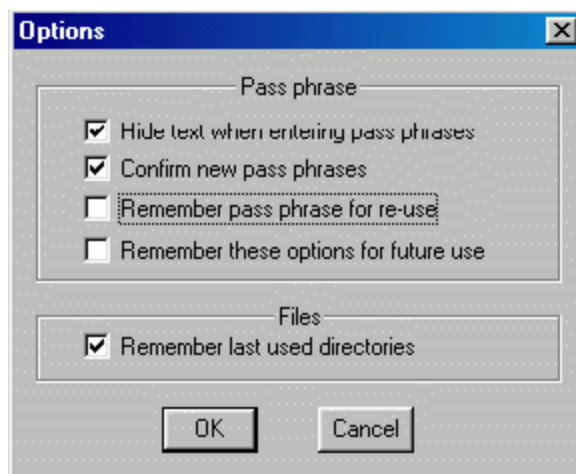 Options
Pass phrase
Hide text when entering pass phrases
Confirm new pass phrases
Remember pass phrase for re-use
Remember these options for future use
Files
Remember last used directories
OK Cancel